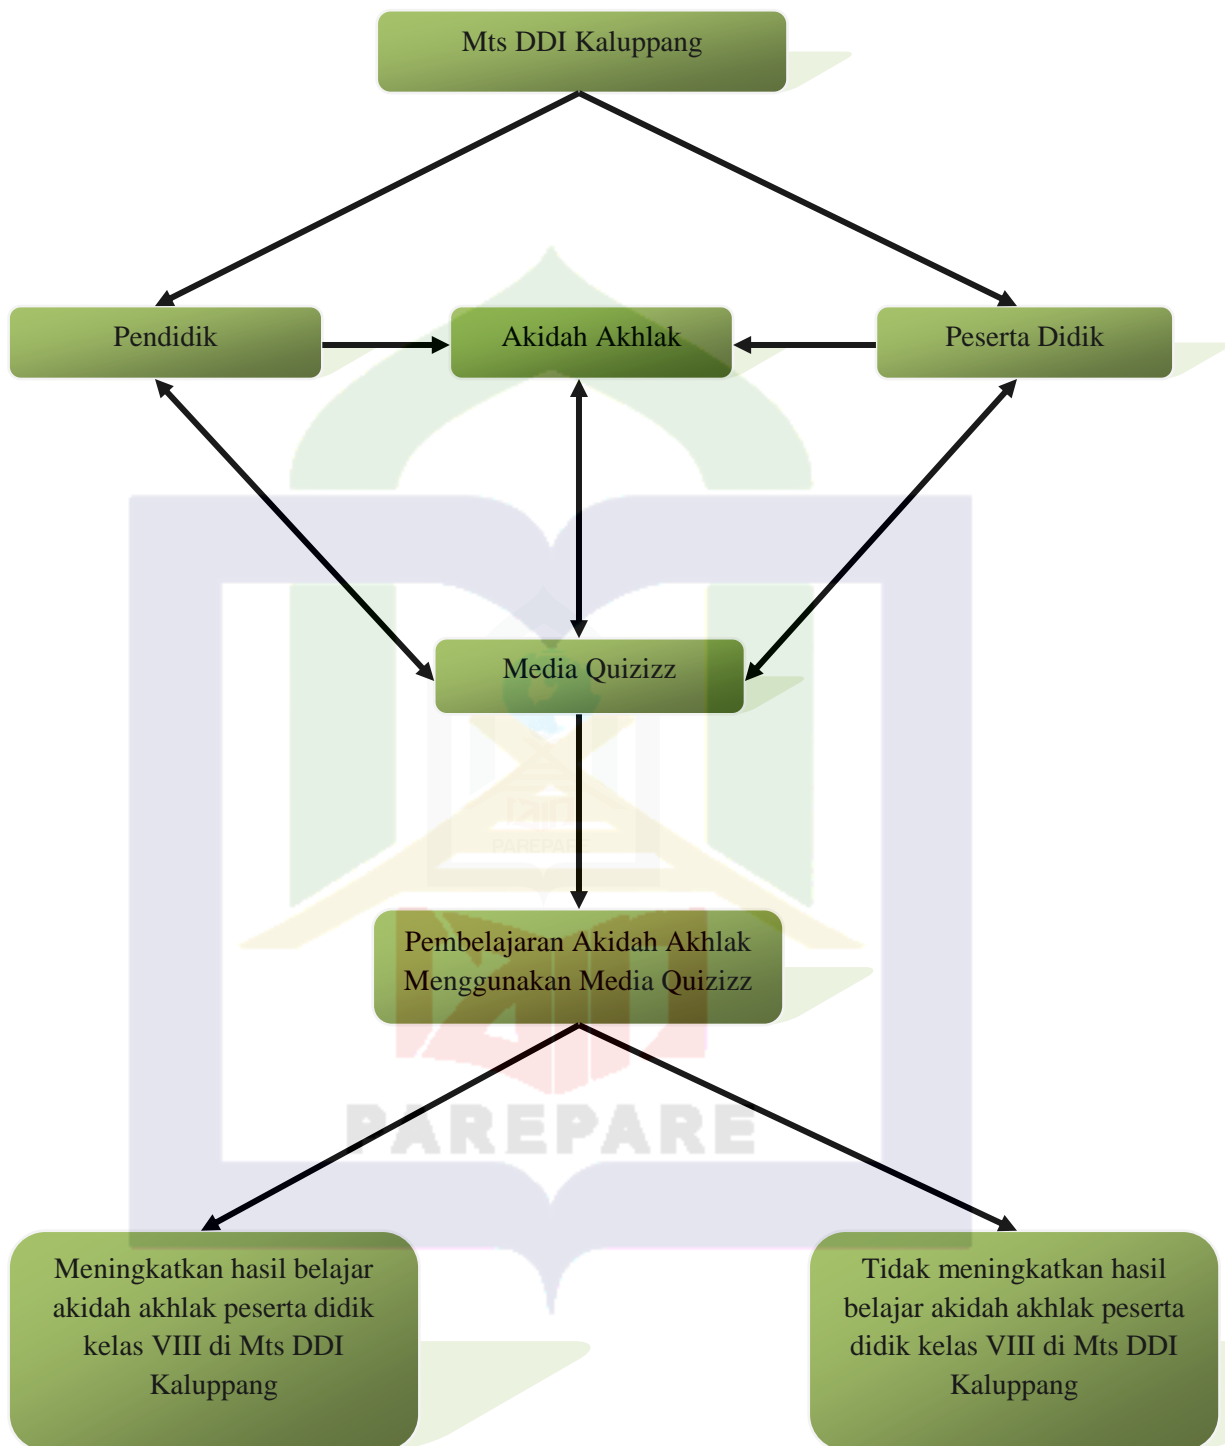 Mts DDI Kaluppang
Pendidik
Akidah Akhlak
Peserta Didik
Media Quizizz
PAREPARE
Pembelajaran Akidah Akhlak
Menggunakan Media Quizizz
PAREPARE
Meningkatkan hasil belajar
akidah akhlak peserta didik
kelas VIII di Mts DDI
Kaluppang
Tidak meningkatkan hasil
belajar akidah akhlak peserta
didik kelas VIII di Mts DDI
Kaluppang